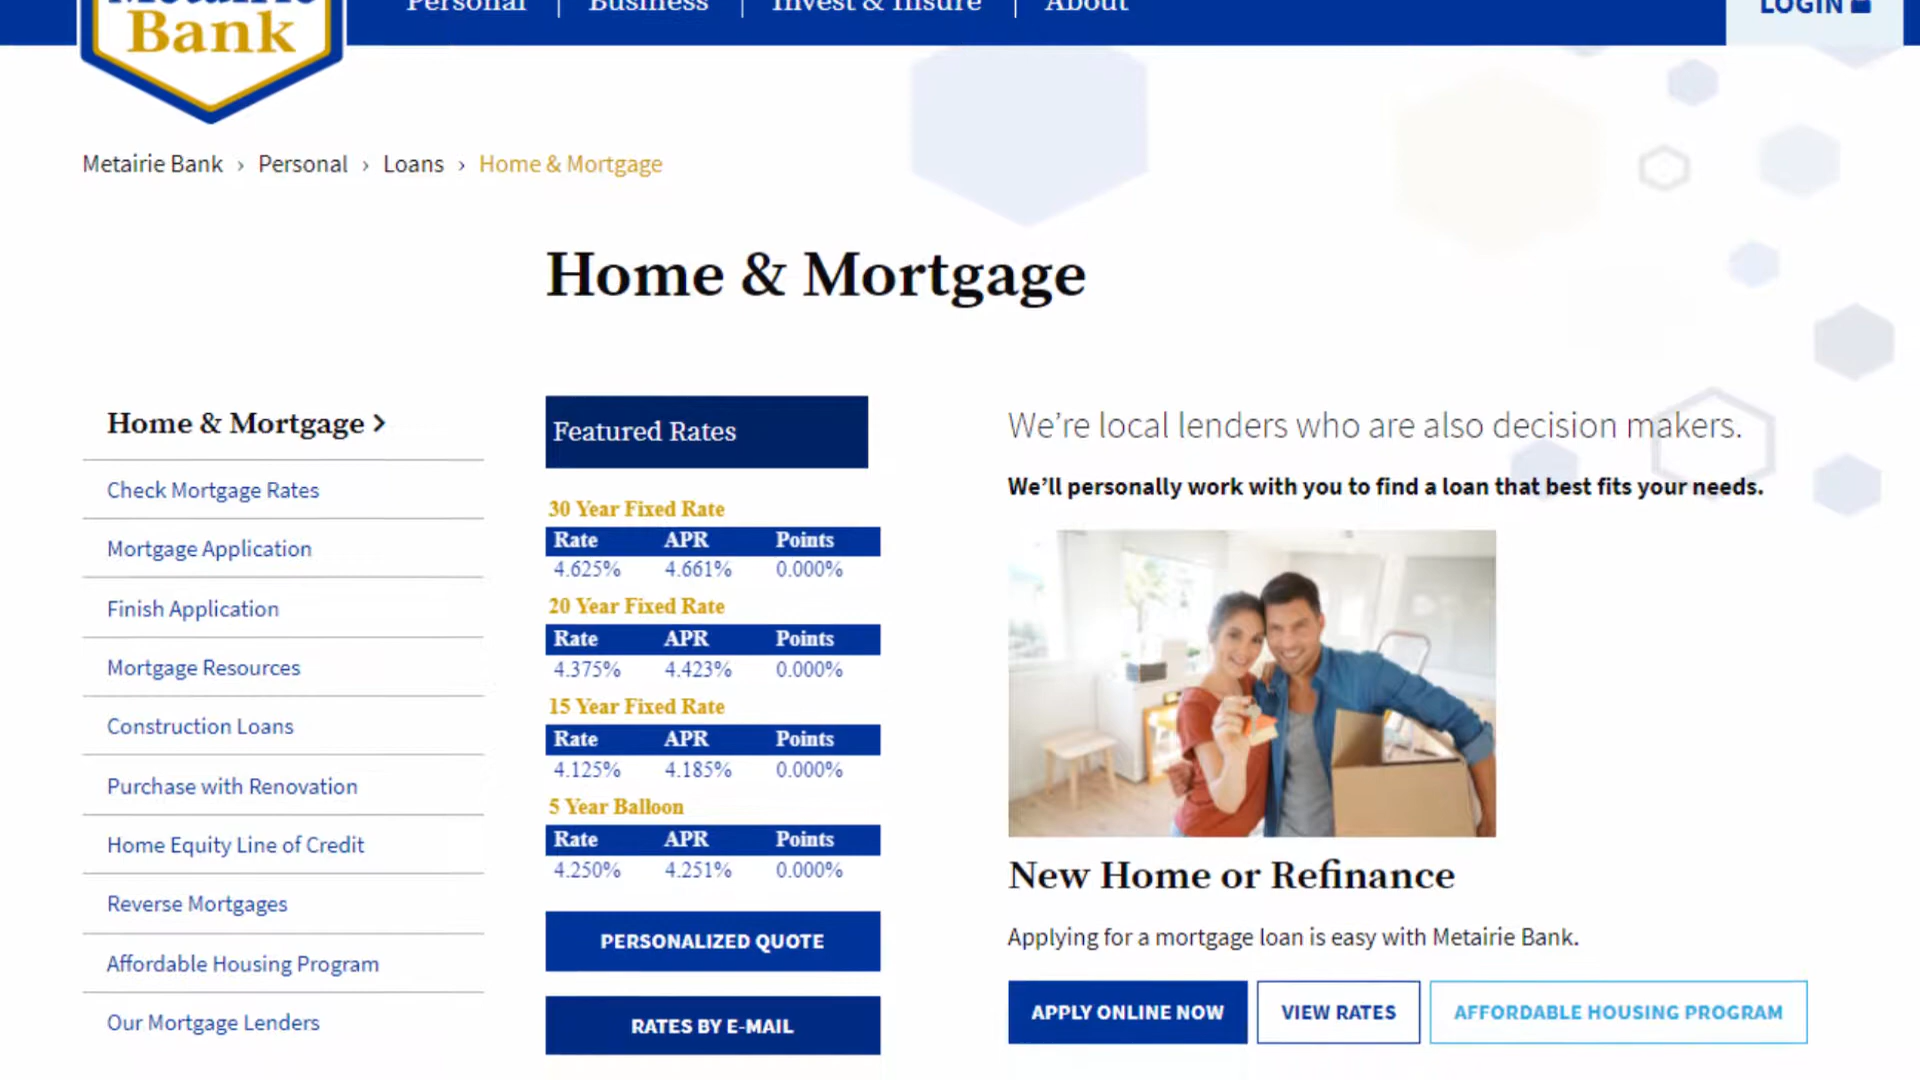 Personal
Business
Invest & Insure
About
LOGIN
Metairie
Bank
Metairie Bank › Personal › Loans › Home & Mortgage
Home & Mortgage
Home & Mortgage
Check Mortgage Rates
Mortgage Application
Finish Application
Mortgage Resources
Construction Loans
Purchase with Renovation
Home Equity Line of Credit
Reverse Mortgages
Affordable Housing Program
Our Mortgage Lenders
Featured Rates
30 Year Fixed Rate
Rate APR Points
4.625% 4.661% 0.000%
20 Year Fixed Rate
Rate APR Points
4.375% 4.423% 0.000%
15 Year Fixed Rate
Rate APR Points
4.125% 4.185% 0.000%
5 Year Balloon
Rate APR Points
4.250% 4.251% 0.000%
PERSONALIZED QUOTE
RATES BY E-MAIL
We’re local lenders who are also decision makers.
We’ll personally work with you to find a loan that best fits your needs.
New Home or Refinance
Applying for a mortgage loan is easy with Metairie Bank.
APPLY ONLINE NOW
VIEW RATES
AFFORDABLE HOUSING PROGRAM